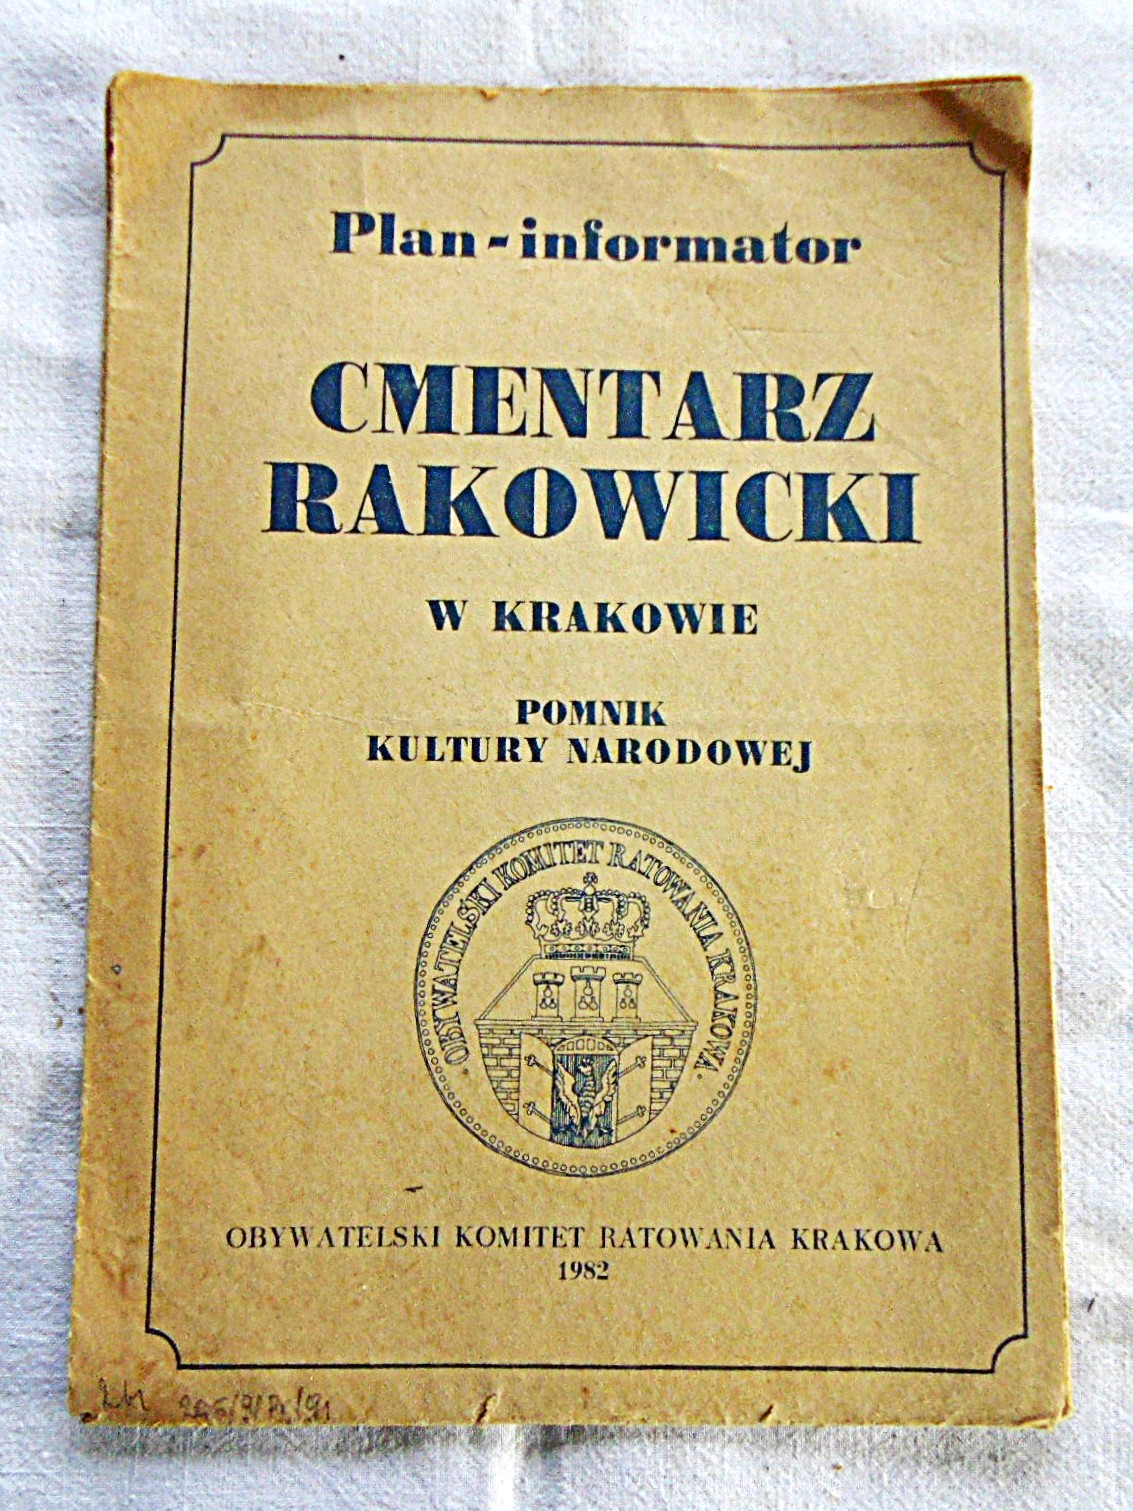 Plan-informator
CMENTARZ
RAKOWICKI
W KRAKOWIE
POMNIK
KULTURY NARODOWEJ
OBYWATELSKI KOMITET RATOWANIA KRAKOWA
OBYWATELSKI KOMITET RATOWANIA KRAKOWA
1982